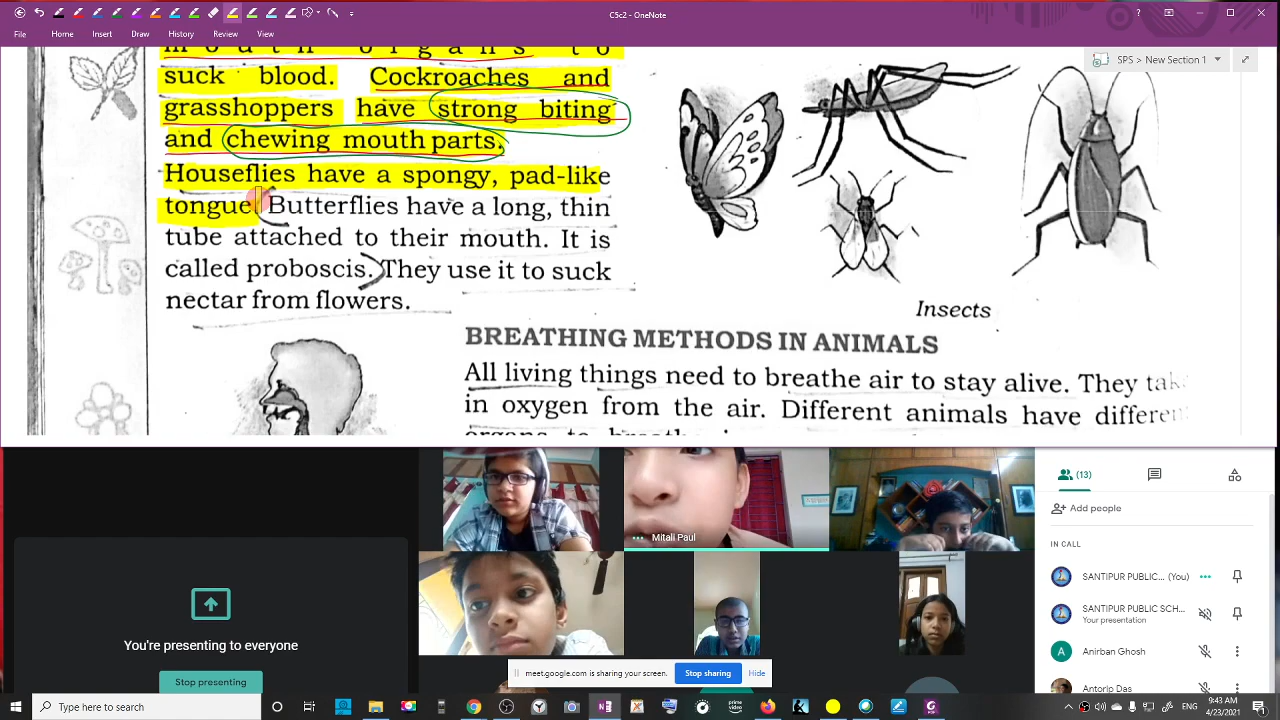 CSc2 - OneNote
File Home Insert Draw History Review View
SPS Section 1
mouth organs to
suck blood. Cockroaches and
grasshoppers have strong biting
and chewing mouth parts.
Houseflies have a spongy, pad-like
tongue. Butterflies have a long, thin
tube attached to their mouth. It is
called proboscis. They use it to suck
nectar from flowers.
Insects
BREATHING METHODS IN ANIMALS
All living things need to breathe air to stay alive. They take
in oxygen from the air. Different animals have different
You're presenting to everyone
Stop presenting
Mitali Paul
meet.google.com is sharing your screen. Stop sharing Hide
(13)
Add people
IN CALL
SANTIPUR PUBLIC... (You)
SANTIPUR PUBLIC SCH...
Your presentation
A Anirban Ghosh
Type here to search
ENG 9:43 AM
4/23/2021